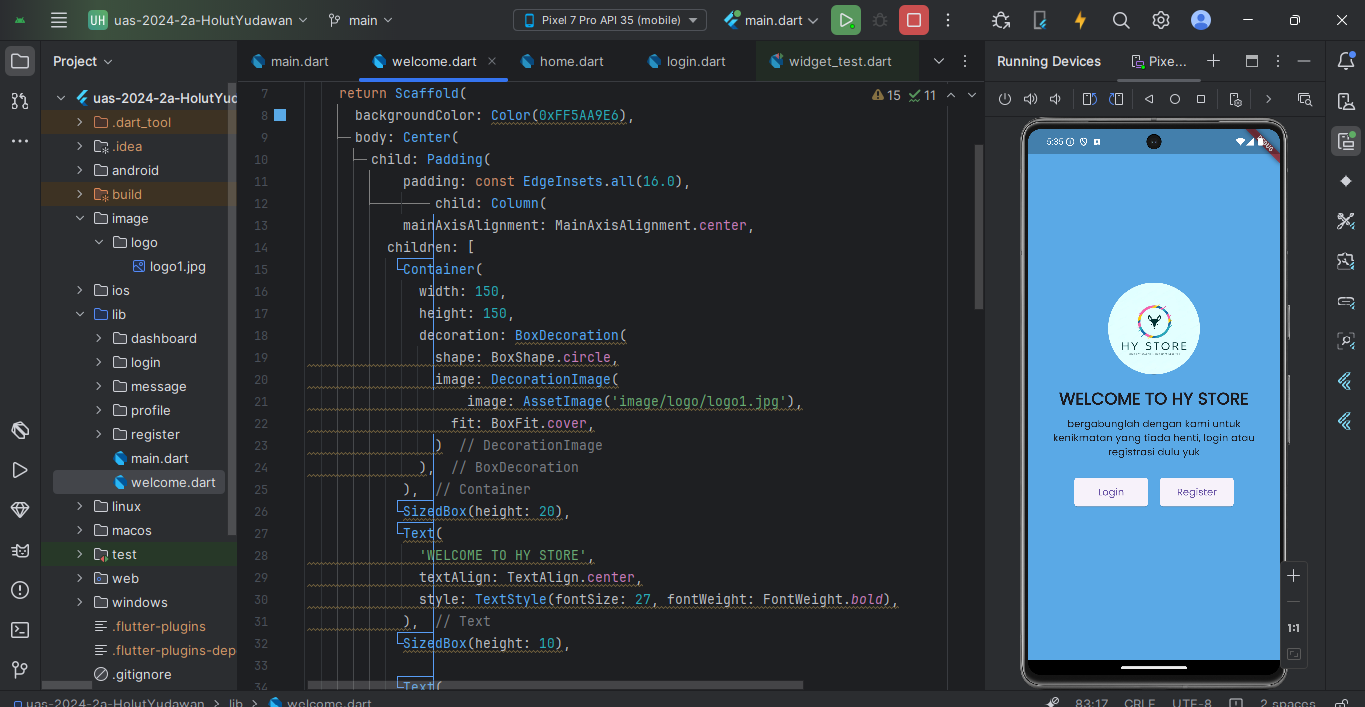 UH uas-2024-2a-HolutYudawan main Pixel 7 Pro API 35 (mobile) main.dart
Project
main.dart welcome.dart home.dart login.dart widget_test.dart
Running Devices Pixe...
uas-2024-2a-HolutYud
.dart_tool
.idea
android
build
image
logo
logo1.jpg
ios
lib
dashboard
login
message
profile
register
main.dart
welcome.dart
linux
macos
test
web
windows
.flutter-plugins
.flutter-plugins-dep
.gitignore
15 11
7 return Scaffold(
8 backgroundColor: Color(0xFF5AA9E6),
9 body: Center(
10 child: Padding(
11 padding: const EdgeInsets.all(16.0),
12 child: Column(
13 mainAxisAlignment: MainAxisAlignment.center,
14 children: [
15 Container(
16 width: 150,
17 height: 150,
18 decoration: BoxDecoration(
19 shape: BoxShape.circle,
20 image: DecorationImage(
21 image: AssetImage('image/logo/logo1.jpg'),
22 fit: BoxFit.cover,
23 ) // DecorationImage
24 ), // BoxDecoration
25 ), // Container
26 SizedBox(height: 20),
27 Text(
28 'WELCOME TO HY STORE',
29 textAlign: TextAlign.center,
30 style: TextStyle(fontSize: 27, fontWeight: FontWeight.bold),
31 ), // Text
32 SizedBox(height: 10),
33
34 Text(
5:35
HY STORE
WELCOME TO HY STORE
bergabunglah dengan kami untuk
kenikmatan yang tiada henti, login atau
registrasi dulu yuk
Login Register
1:1
uas-2024-2a-HolutYudawan > lib > welcome.dart
83:17 CRLF UTF-8 2 spaces